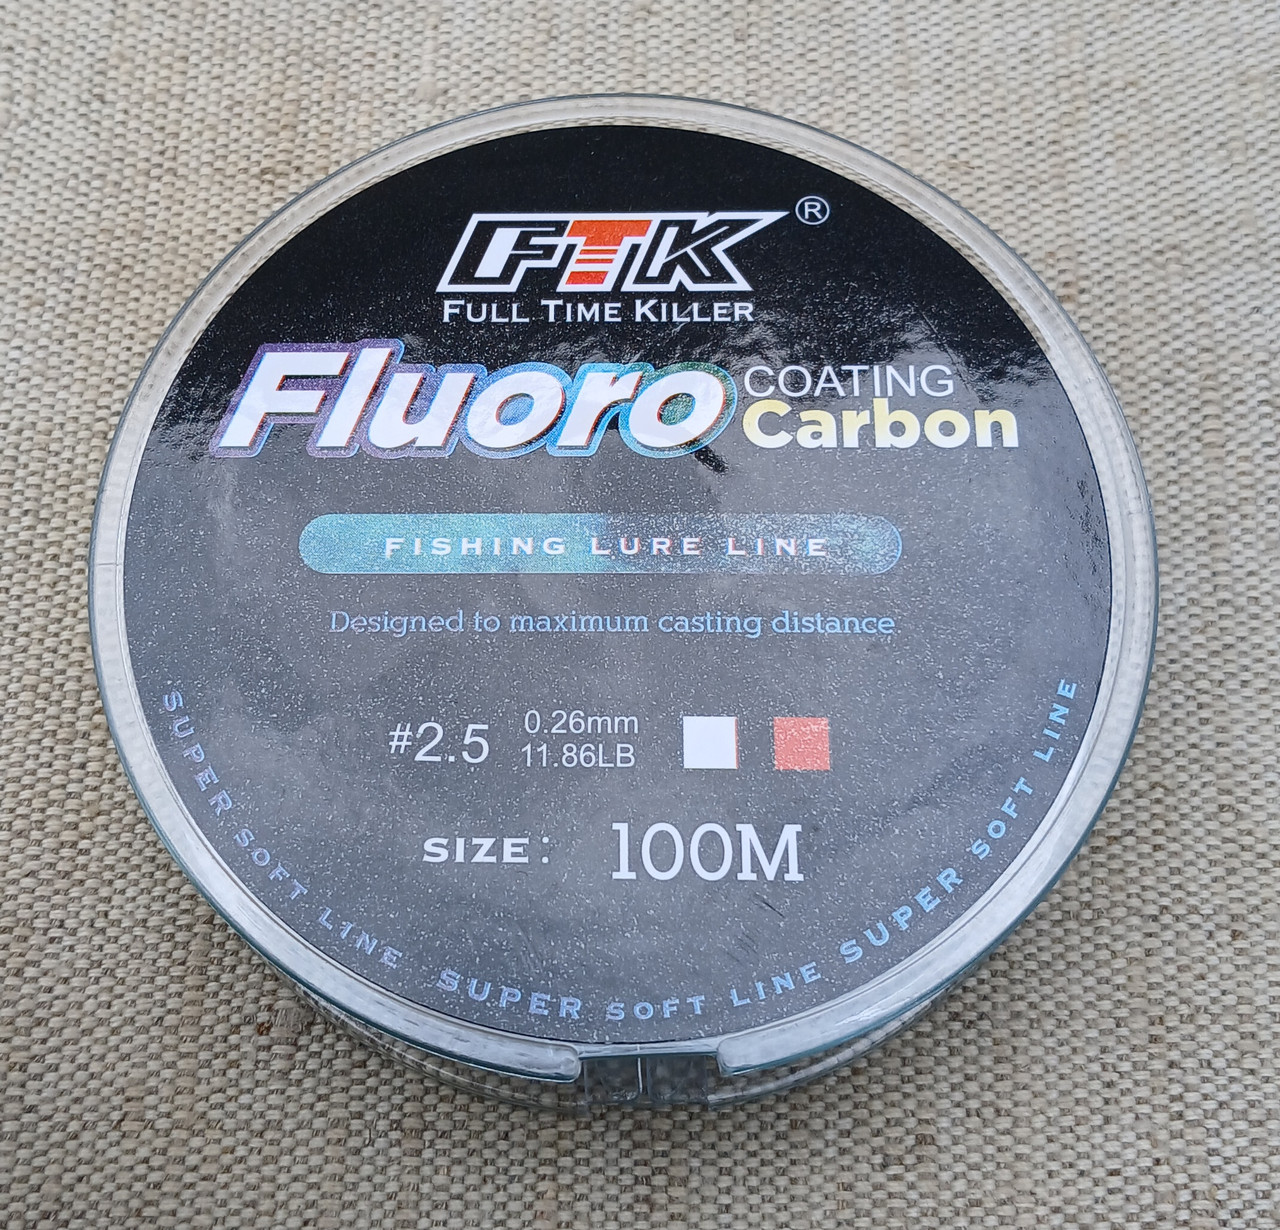 FTK®
FULL TIME KILLER
Fluoro COATING Carbon
FISHING LURE LINE
Designed to maximum casting distance
#2.5 0.26mm
11.86LB
SIZE: 100M
SUPER SOFT LINE SUPER SOFT LINE SUPER SOFT LINE